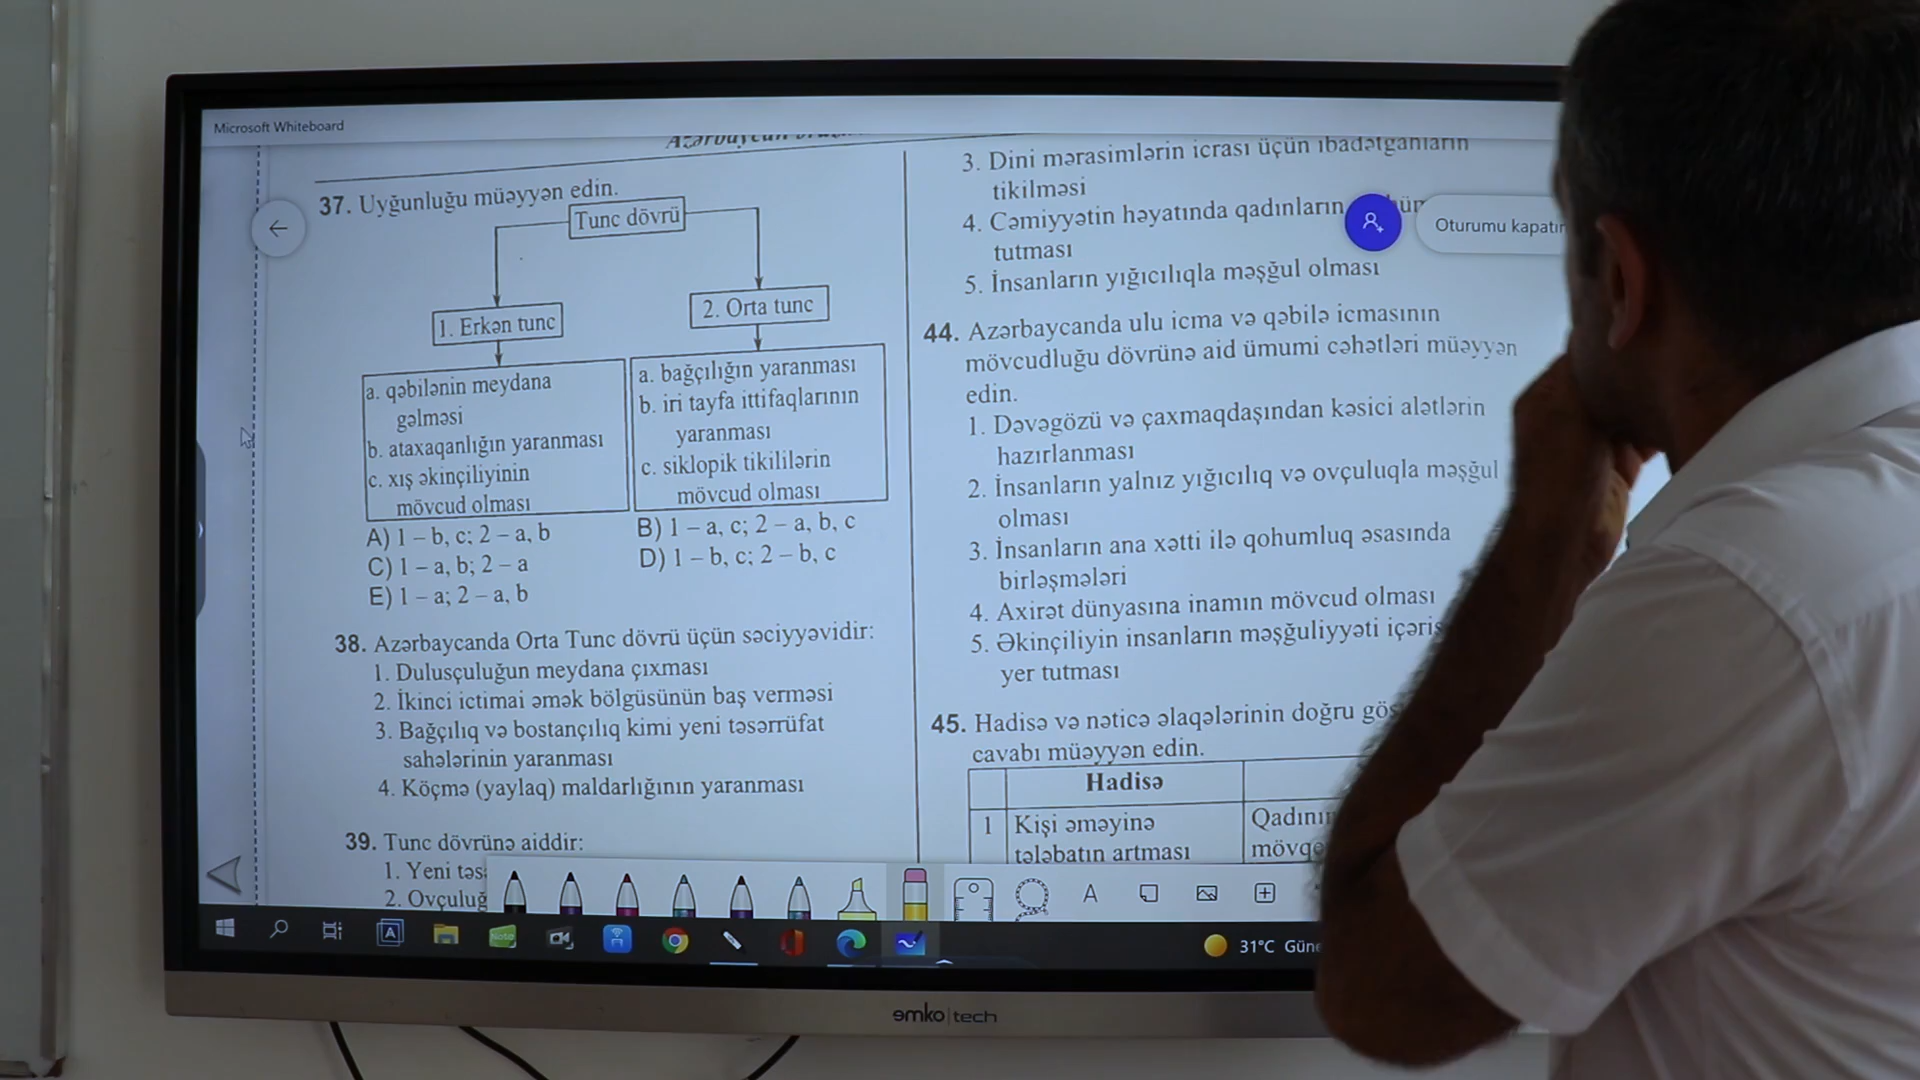 Microsoft Whiteboard
37. Uyğunluğu müəyyən edin.
Tunc dövrü
1. Erkən tunc
2. Orta tunc
a. qəbilənin meydana
gəlməsi
b. ataxaqanlığın yaranması
c. xış əkinçiliyinin
mövcud olması
a. bağçılığın yaranması
b. iri tayfa ittifaqlarının
yaranması
c. siklopik tikililərin
mövcud olması
A) 1 – b, c; 2 – a, b
B) 1 – a, c; 2 – a, b, c
C) 1 – a, b; 2 – a
D) 1 – b, c; 2 – b, c
E) 1 – a; 2 – a, b
38. Azərbaycanda Orta Tunc dövrü üçün səciyyəvidir:
1. Dulusçuluğun meydana çıxması
2. İkinci ictimai əmək bölgüsünün baş verməsi
3. Bağçılıq və bostançılıq kimi yeni təsərrüfat
sahələrinin yaranması
4. Köçmə (yaylaq) maldarlığının yaranması
39. Tunc dövrünə aiddir:
1. Yeni
2.
3. Dini mərasimlərin icrası üçün ibadətgahların
tikilməsi
4. Cəmiyyətin həyatında qadınların
tutması
5. İnsanların yığıcılıqla məşğul olması
Oturumu
44. Azərbaycanda ulu icma və qəbilə icmasının
mövcudluğu dövrünə aid ümumi cəhətləri müəyyən
edin.
1. Dəvəgözü və çaxmaqdaşından kəsici alətlərin
hazırlanması
2. İnsanların yalnız yığıcılıq və ovçuluqla məşğul
olması
3. İnsanların ana xətti ilə qohumluq əsasında
birləşmələri
4. Axirət dünyasına inamın mövcud olması
5. Əkinçiliyin insanların məşğuliyyəti
yer tutması
45. Hadisə və nəticə əlaqələrinin doğru
cavabı müəyyən edin.
Hadisə
1 Kişi əməyinə
tələbatın artması
A
31°C
emko tech